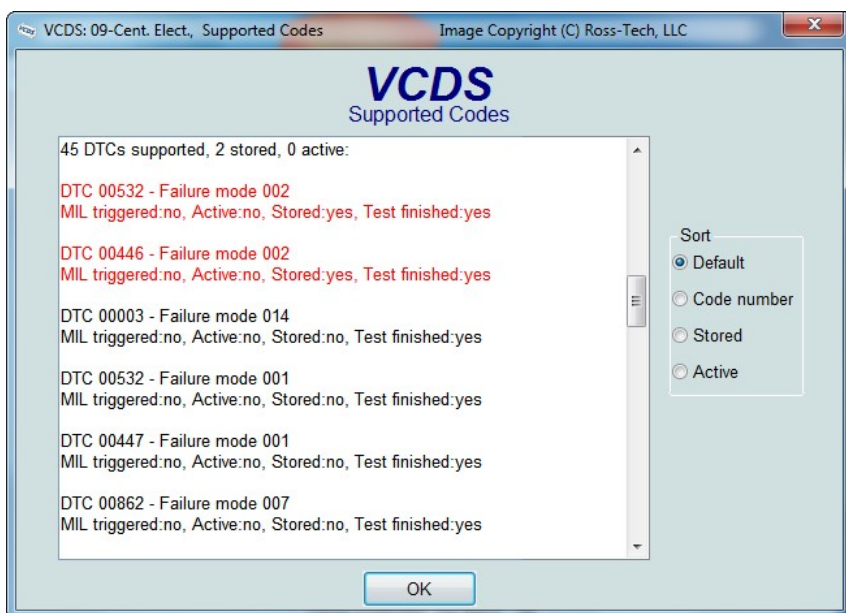 VCDS: 09-Cent. Elect., Supported Codes Image Copyright (C) Ross-Tech, LLC
VCDS
Supported Codes
45 DTCs supported, 2 stored, 0 active:
DTC 00532 - Failure mode 002
MIL triggered:no, Active:no, Stored:yes, Test finished:yes
DTC 00446 - Failure mode 002
MIL triggered:no, Active:no, Stored:yes, Test finished:yes
DTC 00003 - Failure mode 014
MIL triggered:no, Active:no, Stored:no, Test finished:yes
DTC 00532 - Failure mode 001
MIL triggered:no, Active:no, Stored:no, Test finished:yes
DTC 00447 - Failure mode 001
MIL triggered:no, Active:no, Stored:no, Test finished:yes
DTC 00862 - Failure mode 007
MIL triggered:no, Active:no, Stored:no, Test finished:yes
Sort
Default
Code number
Stored
Active
OK